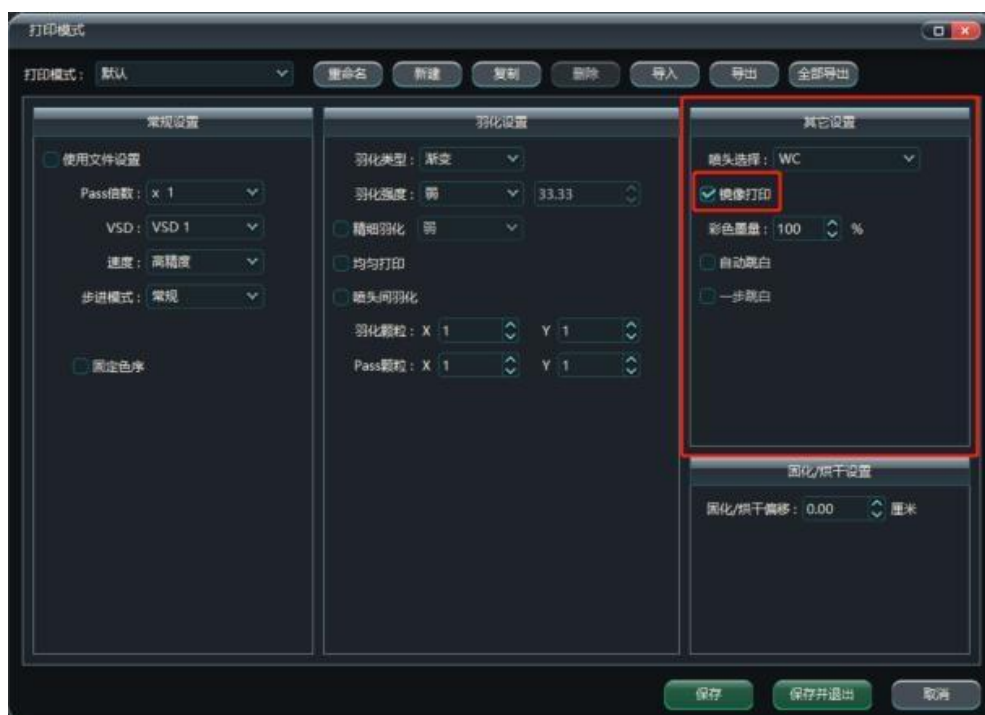 打印模式
打印模式： 默认 重命名 新建 复制 删除 导入 导出 全部导出
常规设置
使用文件设置
Pass倍数： x 1
VSD： VSD 1
速度： 高精度
步进模式： 常规
固定色序
羽化设置
羽化类型： 渐变
羽化强度： 弱 33.33
精细羽化 弱
均匀打印
喷头间羽化
羽化颗粒： X 1 Y 1
Pass颗粒： X 1 Y 1
其它设置
喷头选择： WC
镜像打印
彩色墨量： 100 %
自动跳白
一步跳白
固化/烘干设置
固化/烘干偏移： 0.00 厘米
保存 保存并退出 取消